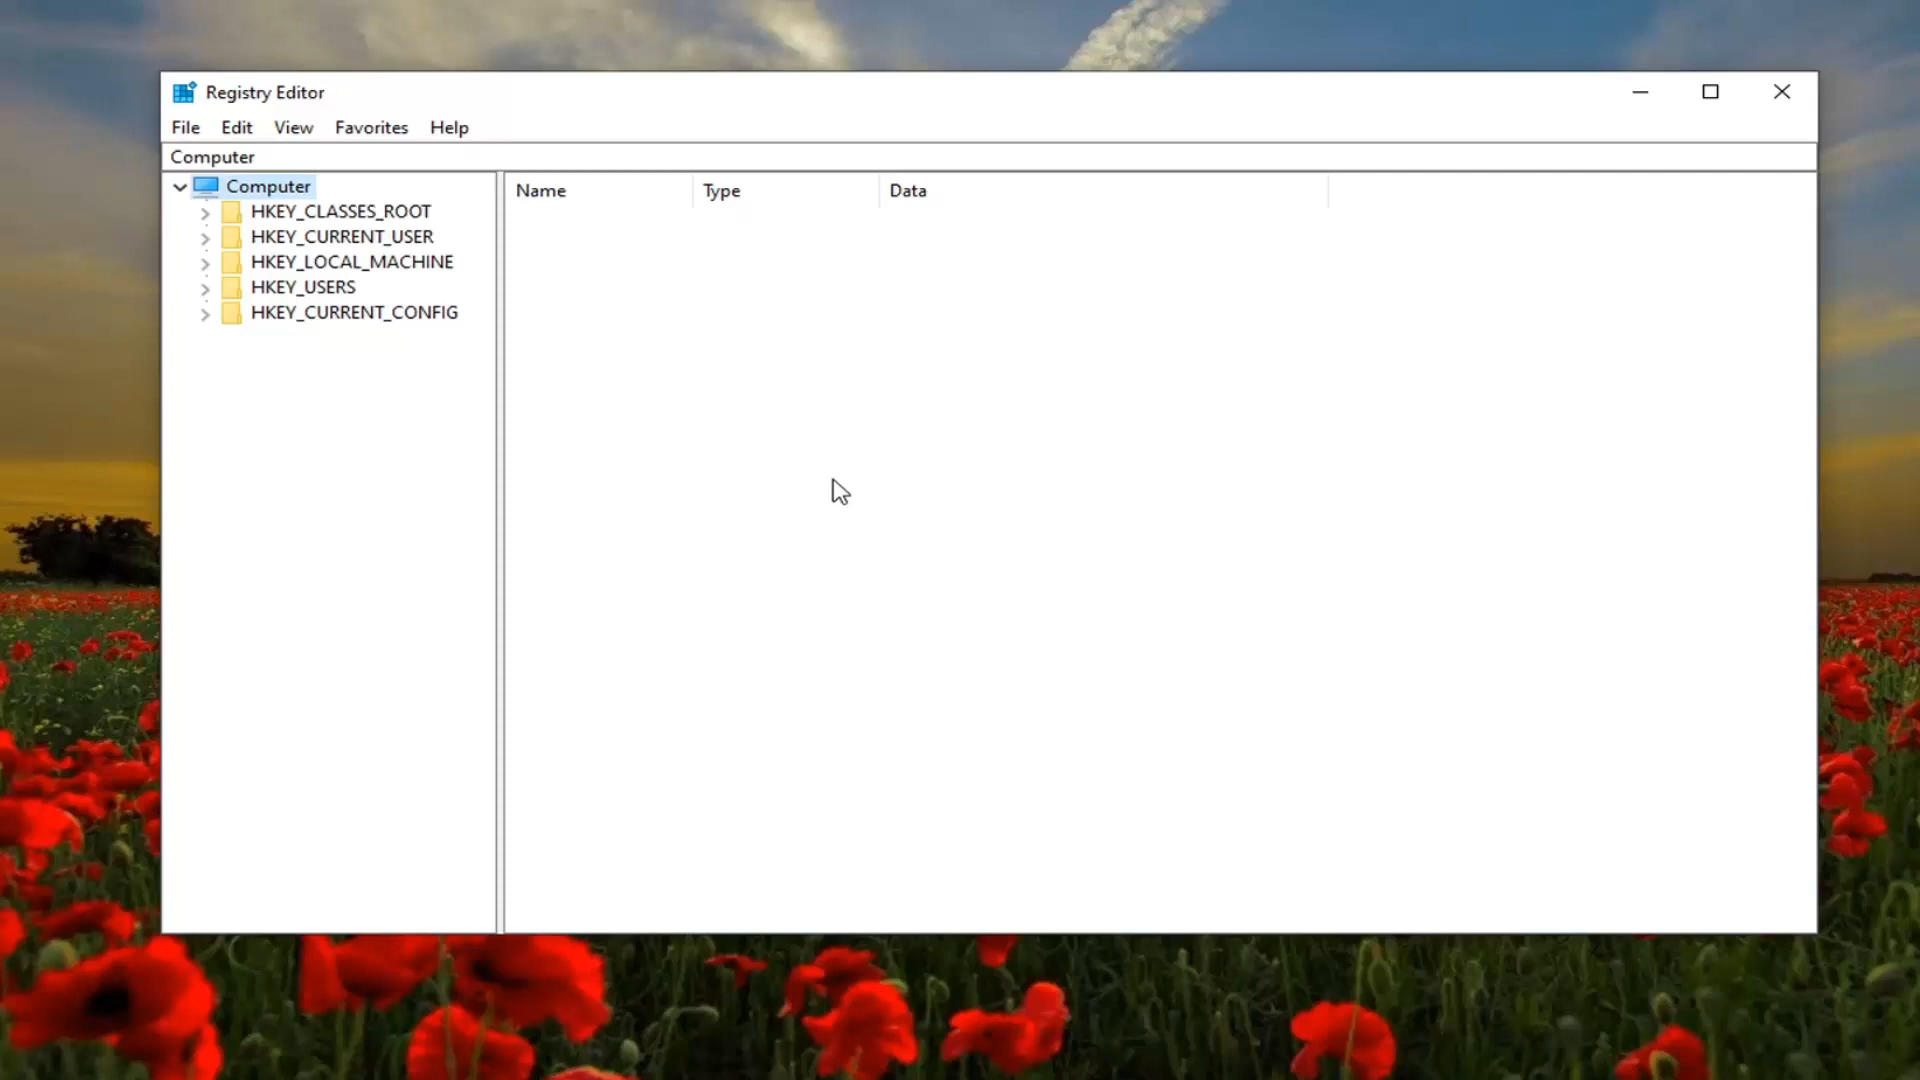 Registry Editor
File Edit View Favorites Help
Computer
Computer
HKEY_CLASSES_ROOT
HKEY_CURRENT_USER
HKEY_LOCAL_MACHINE
HKEY_USERS
HKEY_CURRENT_CONFIG
Name Type Data